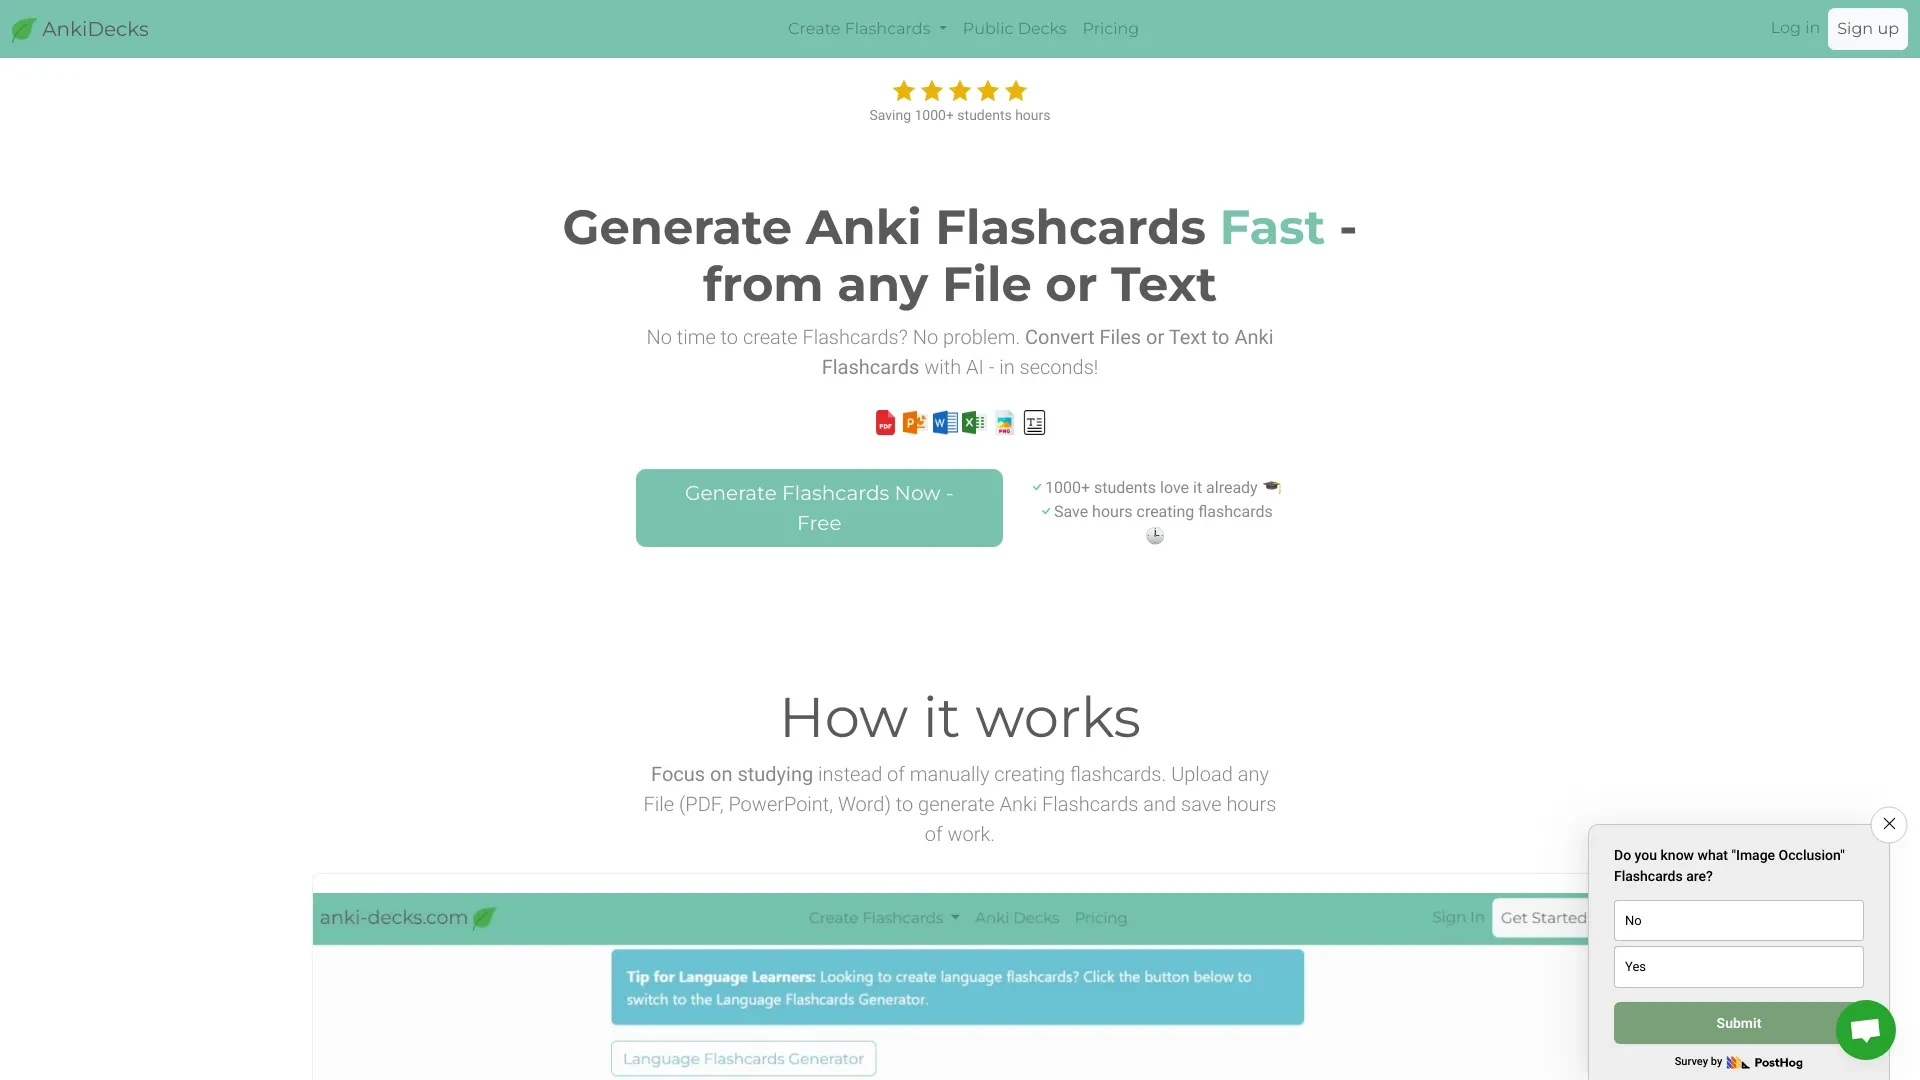 AnkiDecks
Create Flashcards
Public Decks
Pricing
Log in
Sign up
Saving 1000+ students hours
Generate Anki Flashcards Fast -
from any File or Text
No time to create Flashcards? No problem. Convert Files or Text to Anki
Flashcards with AI - in seconds!
PDF
P
W
X
PNG
T
Generate Flashcards Now -
Free
1000+ students love it already
Save hours creating flashcards
How it works
Focus on studying instead of manually creating flashcards. Upload any
File (PDF, PowerPoint, Word) to generate Anki Flashcards and save hours
of work.
anki-decks.com
Create Flashcards
Anki Decks
Pricing
Sign In
Get Started
Tip for Language Learners: Looking to create language flashcards? Click the button below to
switch to the Language Flashcards Generator.
Language Flashcards Generator
Do you know what "Image Occlusion"
Flashcards are?
No
Yes
Submit
Survey by PostHog